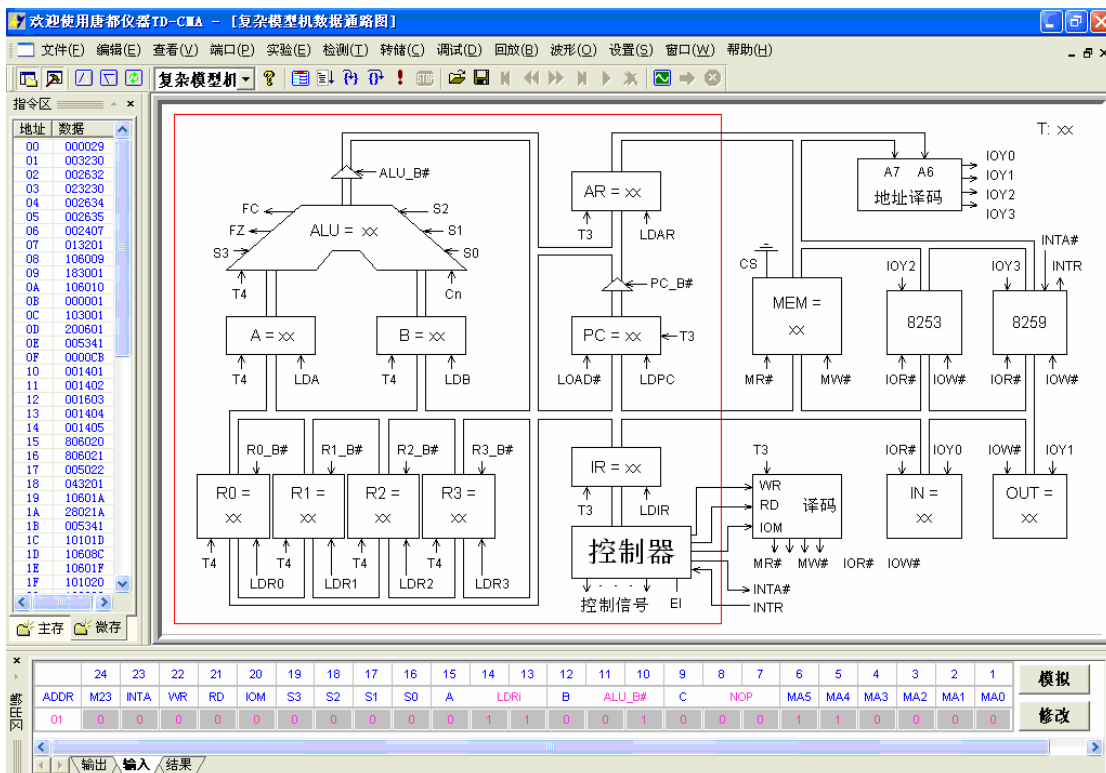 欢迎使用唐都仪器TD-CMA - [复杂模型机数据通路图]
文件(F) 编辑(E) 查看(V) 端口(P) 实验(E) 检测(T) 转储(C) 调试(D) 回放(B) 波形(O) 设置(S) 窗口(W) 帮助(H)
复杂模型机
指令区
地址 数据
00 000029
01 003230
02 002632
03 023230
04 002634
05 002635
06 002407
07 013201
08 106009
09 183001
0A 106010
0B 000001
0C 103001
0D 200601
0E 005341
0F 0000CB
10 001401
11 001402
12 001603
13 001404
14 001405
15 806020
16 806021
17 005022
18 043201
19 10601A
1A 28021A
1B 005341
1C 10101D
1D 10608C
1E 10601F
1F 101020
主存 微存
T: xx
ALU_B#
FC
FZ
S3
ALU = xx
S2
S1
S0
T4
Cn
A = xx
B = xx
T4 LDA T4 LDB
R0_B# R1_B# R2_B# R3_B#
R0 = xx
R1 = xx
R2 = xx
R3 = xx
T4 T4 T4 T4
LDR0 LDR1 LDR2 LDR3
AR = xx
T3 LDAR
PC_B#
PC = xx
T3
LOAD# LDPC
IR = xx
T3 LDIR
控制器
控制信号 EI
INTA#
INTR
A7 A6
地址译码
IOY0
IOY1
IOY2
IOY3
CS
MEM = xx
MR# MW#
IOY2
8253
IOR# IOW#
INTA#
IOY3 INTR
8259
IOR# IOW#
T3
WR
RD
IOM
译码
MR# MW# IOR# IOW#
IOR# IOY0
IN = xx
IOW# IOY1
OUT = xx
24 23 22 21 20 19 18 17 16 15 14 13 12 11 10 9 8 7 6 5 4 3 2 1
ADDR M23 INTA WR RD IOM S3 S2 S1 S0 A LDRi B ALU_B# C NOP MA5 MA4 MA3 MA2 MA1 MA0
01 0 0 0 0 0 0 0 0 0 0 1 1 0 0 1 0 0 0 1 1 0 0 0 0
模拟
修改
输出 输入 结果